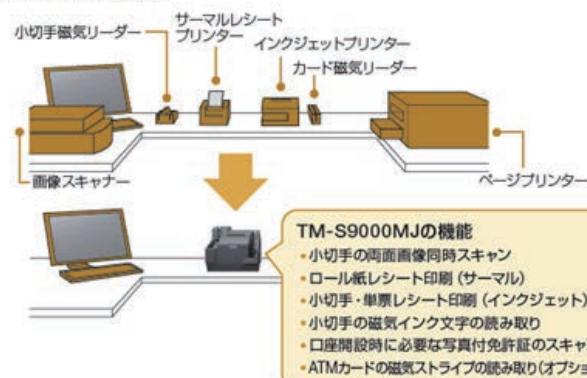 サーマルレシート
プリンター
小切手磁気リーダー
インクジェットプリンター
カード磁気リーダー
画像スキャナー
ページプリンター
TM-S9000MJの機能
•小切手の両面画像同時スキャン
•ロール紙レシート印刷(サーマル)
•小切手・単票レシート印刷(インクジェット)
•小切手の磁気インク文字の読み取り
•口座開設時に必要な写真付免許証のスキャ
•ATMカードの磁気ストライプの読み取り(オプショ